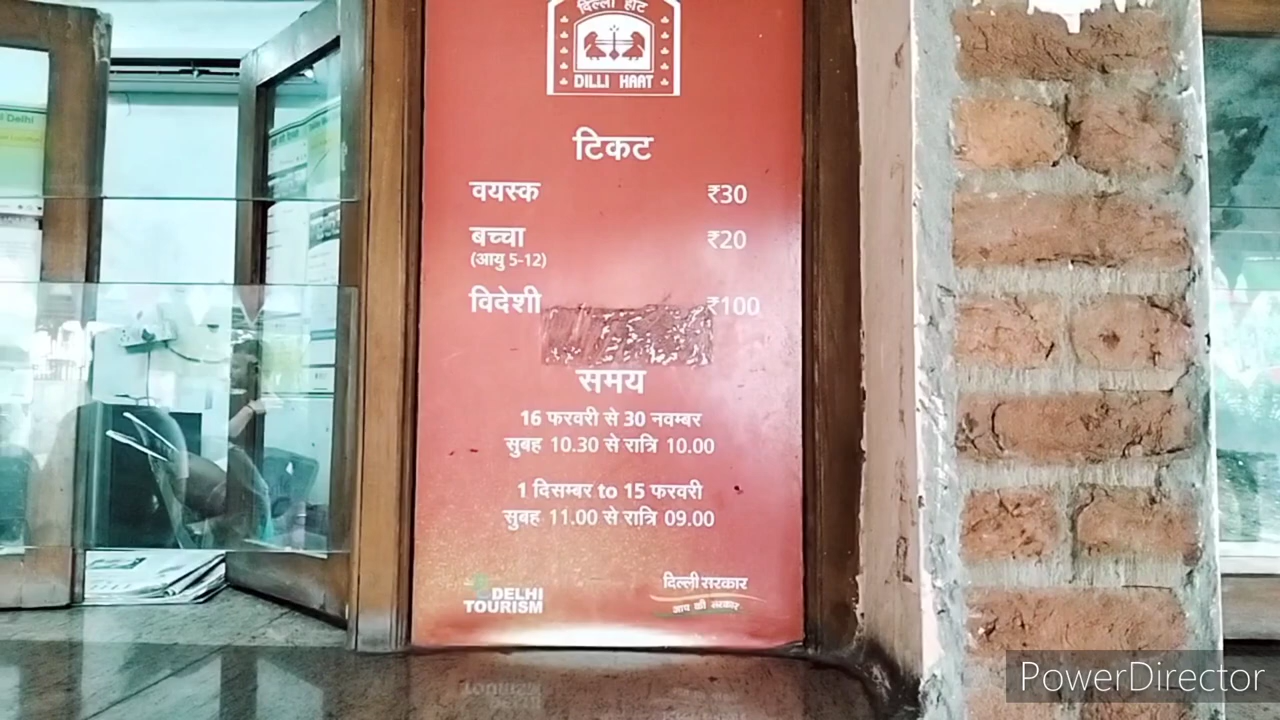 दिल्ली हाट
DILLI HAAT
टिकट
वयस्क ₹30
बच्चा ₹20
(आयु 5-12)
विदेशी ₹100
समय
16 फरवरी से 30 नवम्बर
सुबह 10.30 से रात्रि 10.00
1 दिसम्बर to 15 फरवरी
सुबह 11.00 से रात्रि 09.00
DELHI
TOURISM
दिल्ली सरकार
आप की सरकार
Delhi
PowerDirector